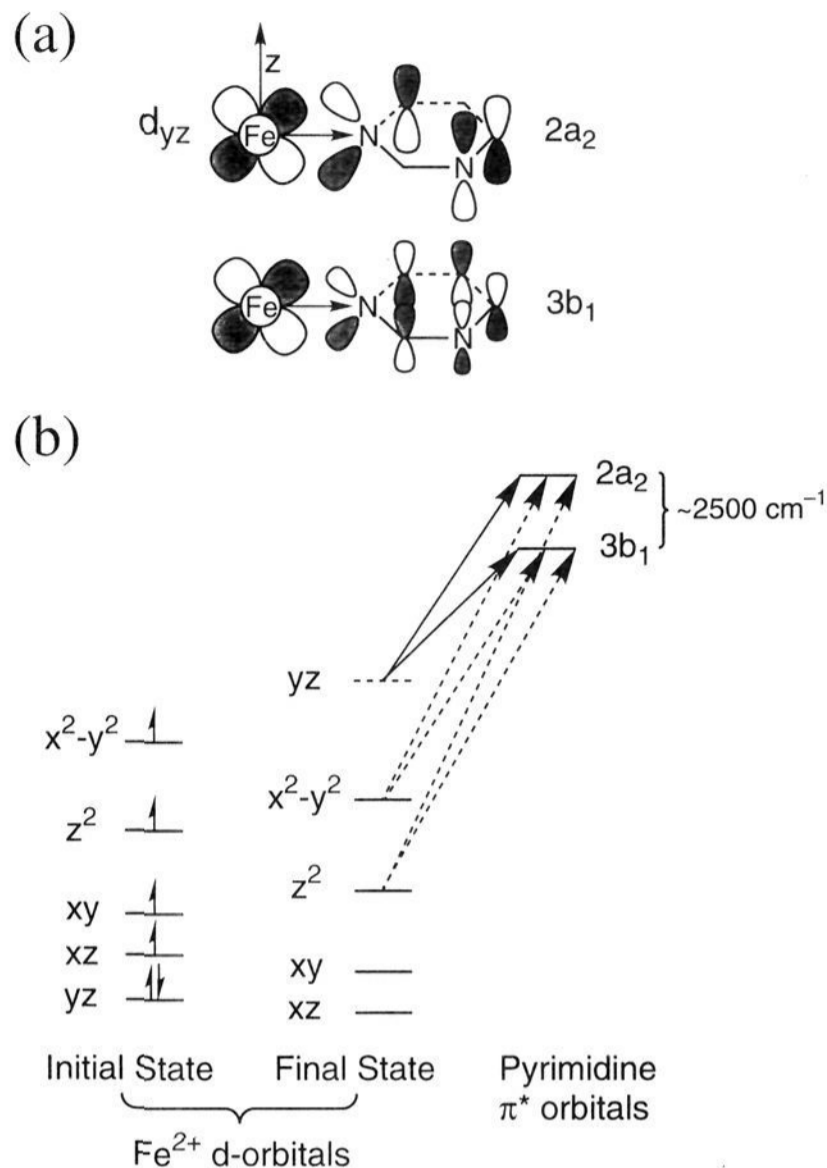 (a)
z
d_yz Fe N N 2a₂
Fe N N 3b₁
(b)
2a₂
~2500 cm⁻¹
3b₁
yz
x²-y²
x²-y²
z²
z²
xy
xz
xy
yz
xz
Initial State Final State Pyrimidine
π* orbitals
Fe²⁺ d-orbitals